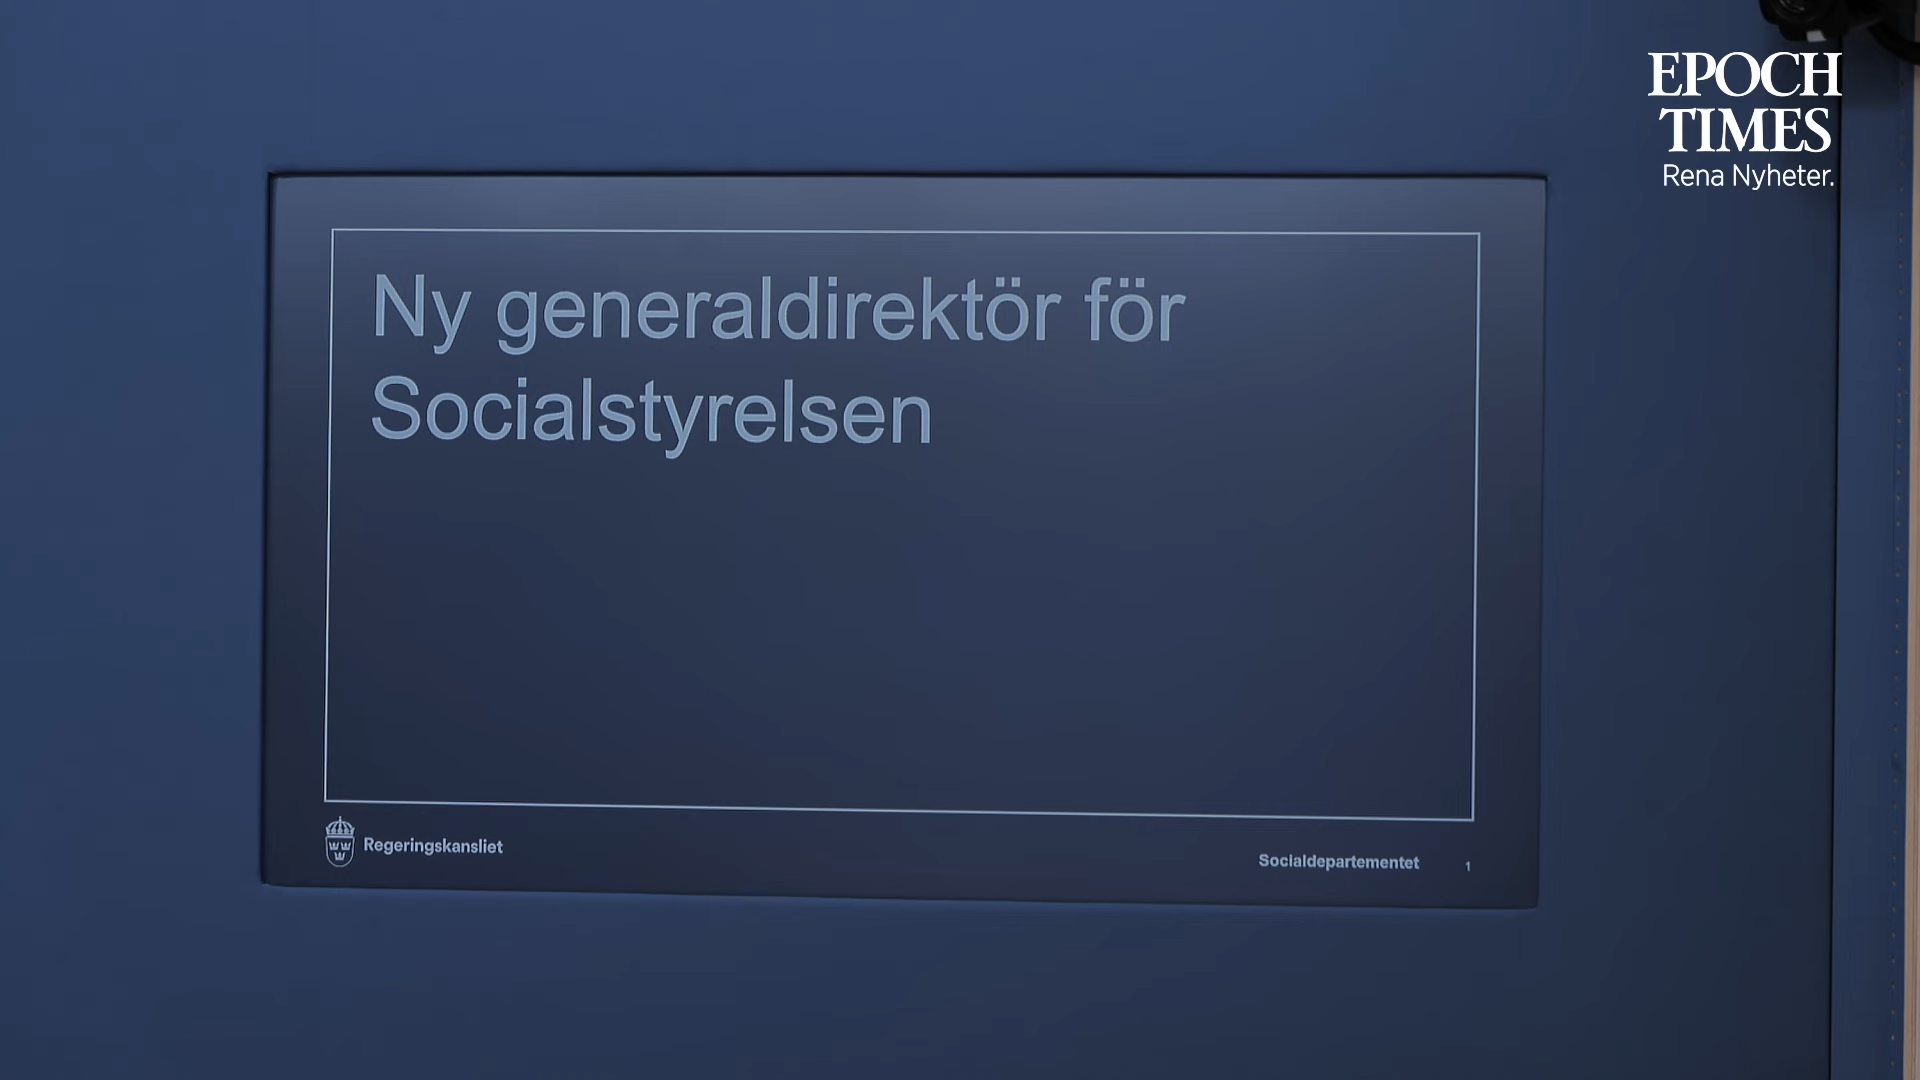 EPOCH
TIMES
Rena Nyheter.
Ny generaldirektör för
Socialstyrelsen
Regeringskansliet
Socialdepartementet 1